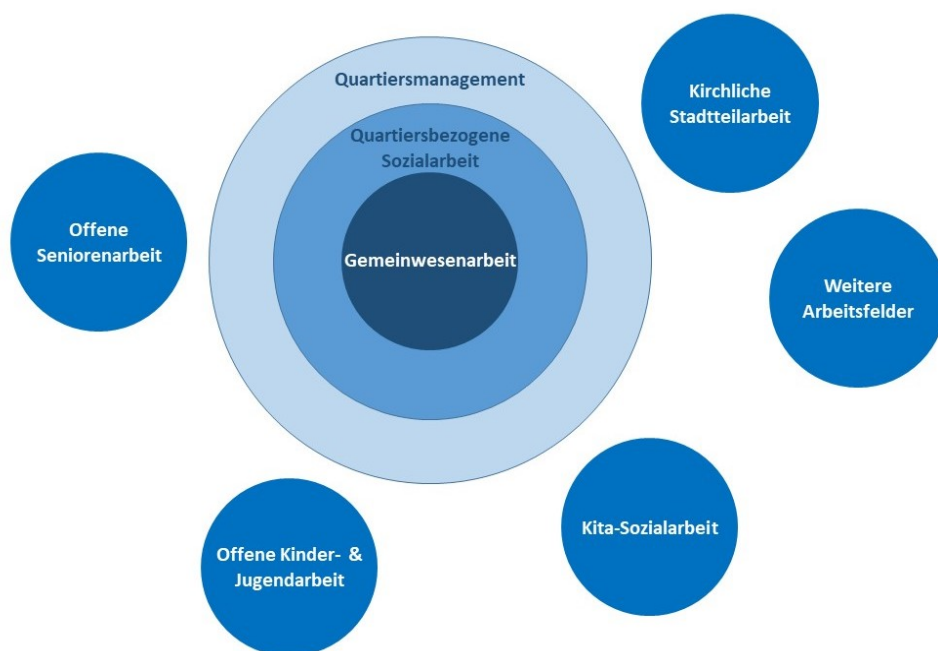 Quartiersmanagement
Quartiersbezogene
Sozialarbeit
Gemeinwesenarbeit
Kirchliche
Stadtteilarbeit
Offene
Seniorenarbeit
Weitere
Arbeitsfelder
Offene Kinder- &
Jugendarbeit
Kita-Sozialarbeit